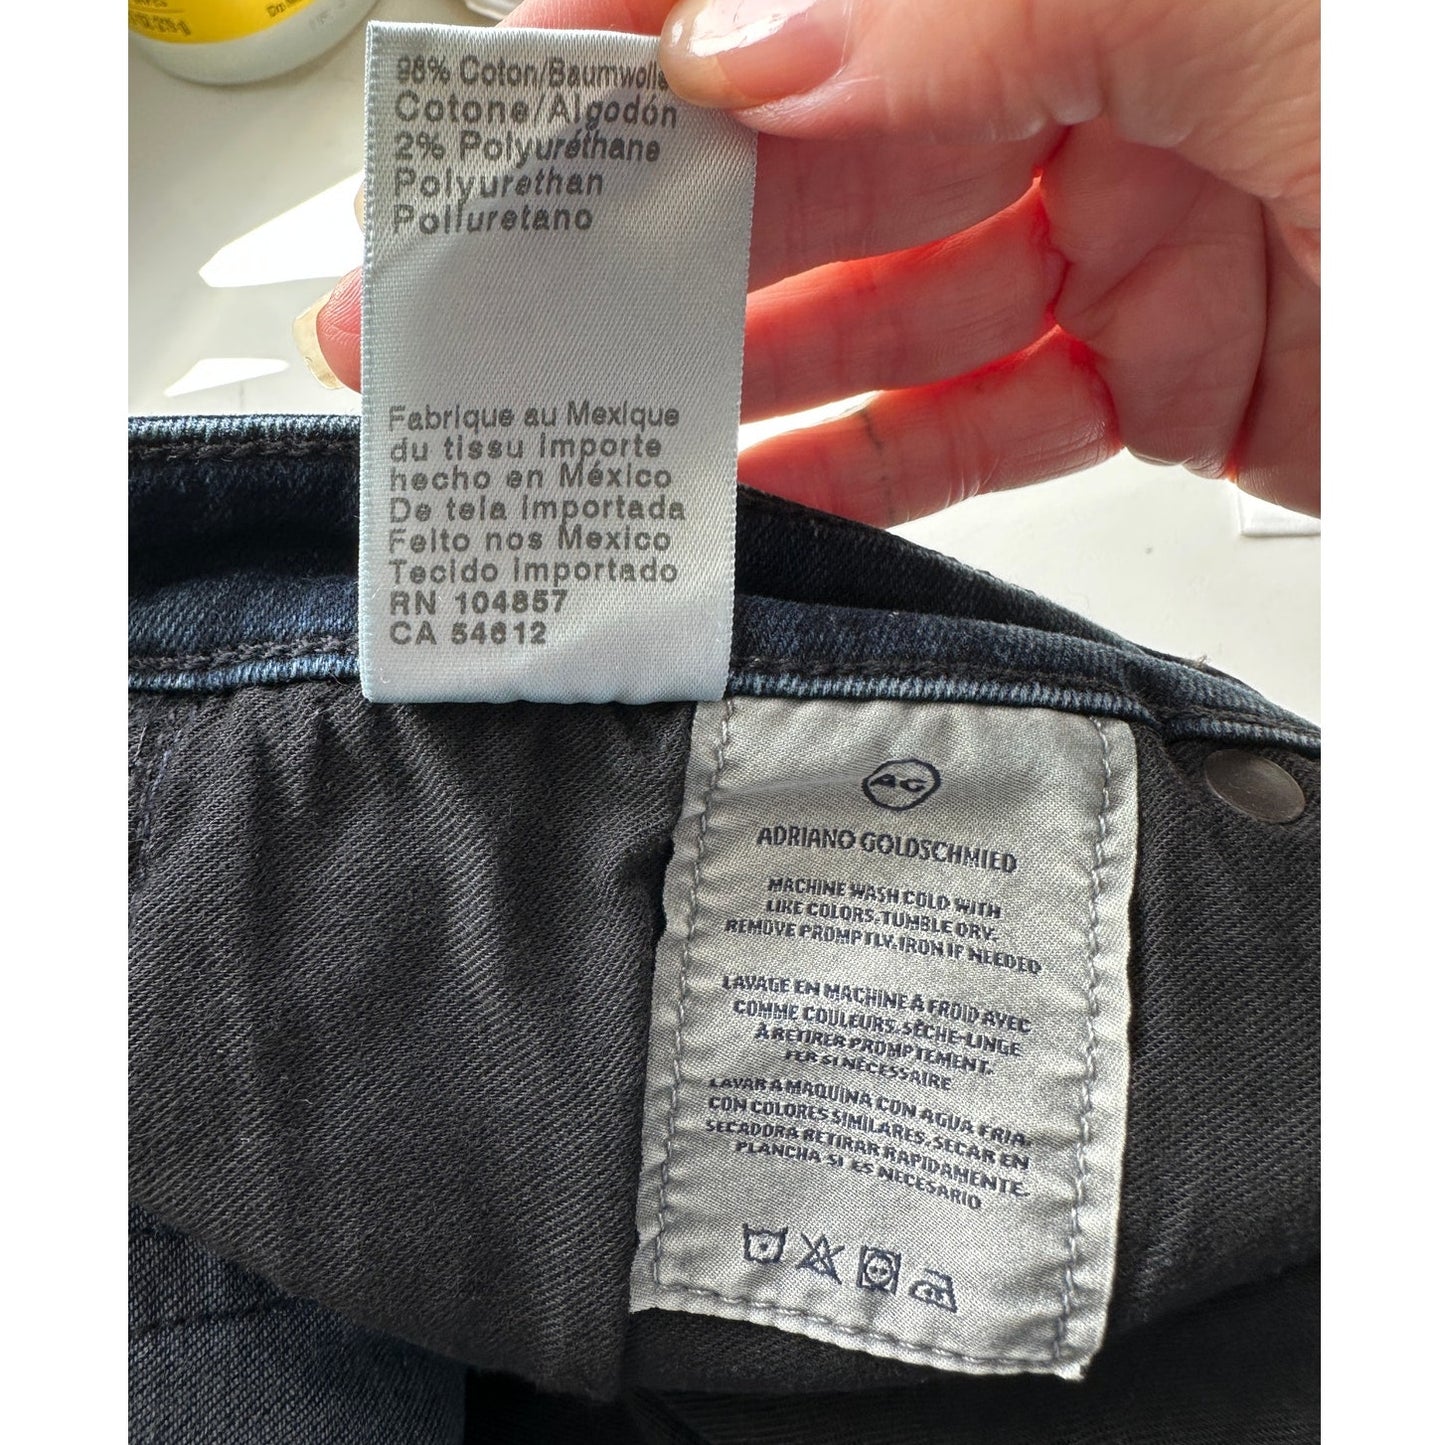 98% Coton/Baumwolle
Cotone/Algodón
2% Polyuréthane
Polyurethan
Poliuretano
Fabrique au Mexique
du tissu importe
hecho en México
De tela importada
Feito nos Mexico
Tecido importado
RN 104857
CA 54612
AG
ADRIANO GOLDSCHMIED
MACHINE WASH COLD WITH
LIKE COLORS. TUMBLE DRY.
REMOVE PROMPTLY. IRON IF NEEDED
LAVAGE EN MACHINE À FROID AVEC
COMME COULEURS. SÈCHE-LINGE
À RETIRER PROMPTEMENT.
FER SI NÉCESSAIRE
LAVAR A MAQUINA CON AGUA FRIA.
CON COLORES SIMILARES. SECAR EN
SECADORA RETIRAR RAPIDAMENTE.
PLANCHA SI ES NECESARIO